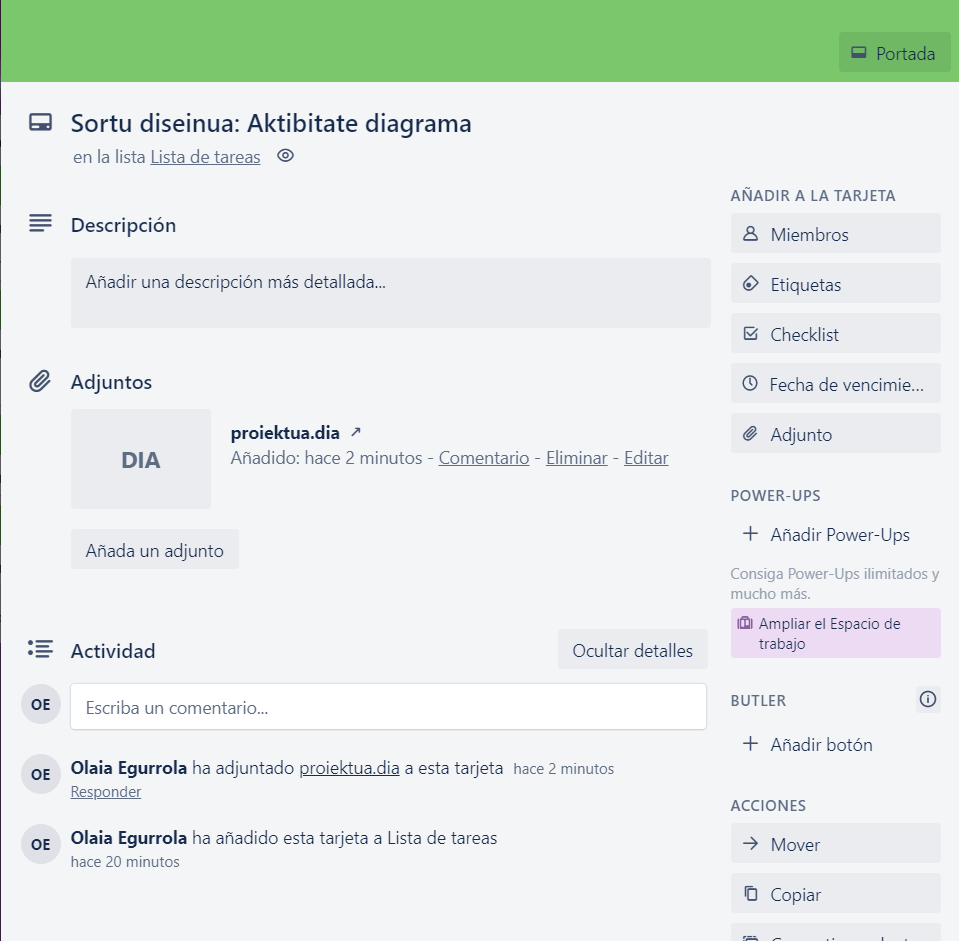 Portada
Sortu diseinua: Aktibitate diagrama
en la lista Lista de tareas
Descripción
Añadir una descripción más detallada...
Adjuntos
DIA
proiektua.dia ↗
Añadido: hace 2 minutos - Comentario - Eliminar - Editar
Añada un adjunto
Actividad
Ocultar detalles
OE
Escriba un comentario...
OE
Olaia Egurrola ha adjuntado proiektua.dia a esta tarjeta hace 2 minutos
Responder
OE
Olaia Egurrola ha añadido esta tarjeta a Lista de tareas
hace 20 minutos
AÑADIR A LA TARJETA
Miembros
Etiquetas
Checklist
Fecha de vencimie...
Adjunto
POWER-UPS
+ Añadir Power-Ups
Consiga Power-Ups ilimitados y
mucho más.
Ampliar el Espacio de
trabajo
BUTLER
+ Añadir botón
ACCIONES
→ Mover
Copiar